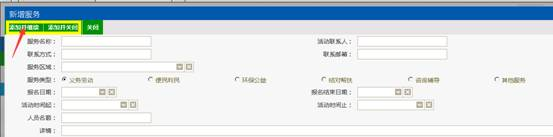 新增服务
添加并继续 添加并关闭 关闭
服务名称: 活动联系人:
联系方式: 联系邮箱:
服务区域:
服务类型: 义务劳动 便民利民 环保公益 结对帮扶 咨询辅导 其他服务
报名日期: 报名结束日期:
活动时间起: 活动时间止:
人员名额:
详情: